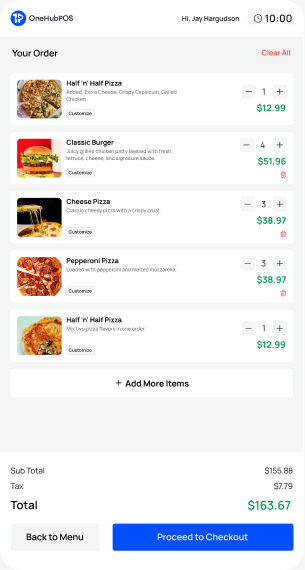 OneHubPOS
Hi, Jay Hargudson
10:00
Your Order
Clear All
Half 'n' Half Pizza
Added: Extra Cheese. Crispy Capsicum, Grilled
Chicken
Customize
− 1 +
$12.99
Classic Burger
Juicy grilled chicken patty layered with fresh
lettuce, cheese, and signature sauce.
Customize
− 4 +
$51.96
Cheese Pizza
Classic cheesy pizza with a crispy crust.
Customize
− 3 +
$38.97
Pepperoni Pizza
Loaded with pepperoni and melted mozzarella.
Customize
− 3 +
$38.97
Half 'n' Half Pizza
Mix two pizza flavors in one order.
Customize
− 1 +
$12.99
+ Add More Items
Sub Total $155.88
Tax $7.79
Total $163.67
Back to Menu
Proceed to Checkout